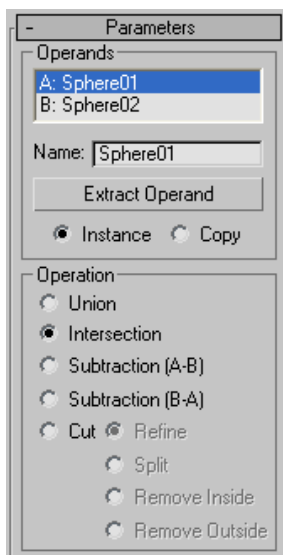 - Parameters
Operands
A: Sphere01
B: Sphere02
Name: Sphere01
Extract Operand
Instance Copy
Operation
Union
Intersection
Subtraction (A-B)
Subtraction (B-A)
Cut Refine
Split
Remove Inside
Remove Outside